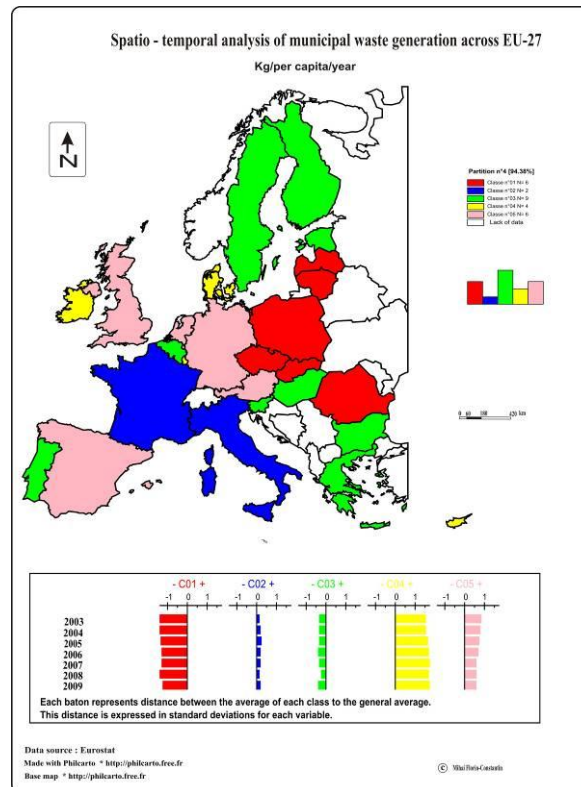 Spatio - temporal analysis of municipal waste generation across EU-27
Kg/per capita/year
N
Partition n°4 [94.38%]
Classe n°01 N= 6
Classe n°02 N= 2
Classe n°03 N= 9
Classe n°04 N= 4
Classe n°05 N= 6
Lack of data
0 60 180 420 km
- C01 + - C02 + - C03 + - C04 + - C05 +
-1 1 -1 1 -1 1 -1 1 -1 1
2003
2004
2005
2006
2007
2008
2009
Each baton represents distance between the average of each class to the general average.
This distance is expressed in standard deviations for each variable.
Data source : Eurostat
Made with Philcarto * http://philcarto.free.fr
Base map * http://philcarto.free.fr
© Mihai Florin-Constantin